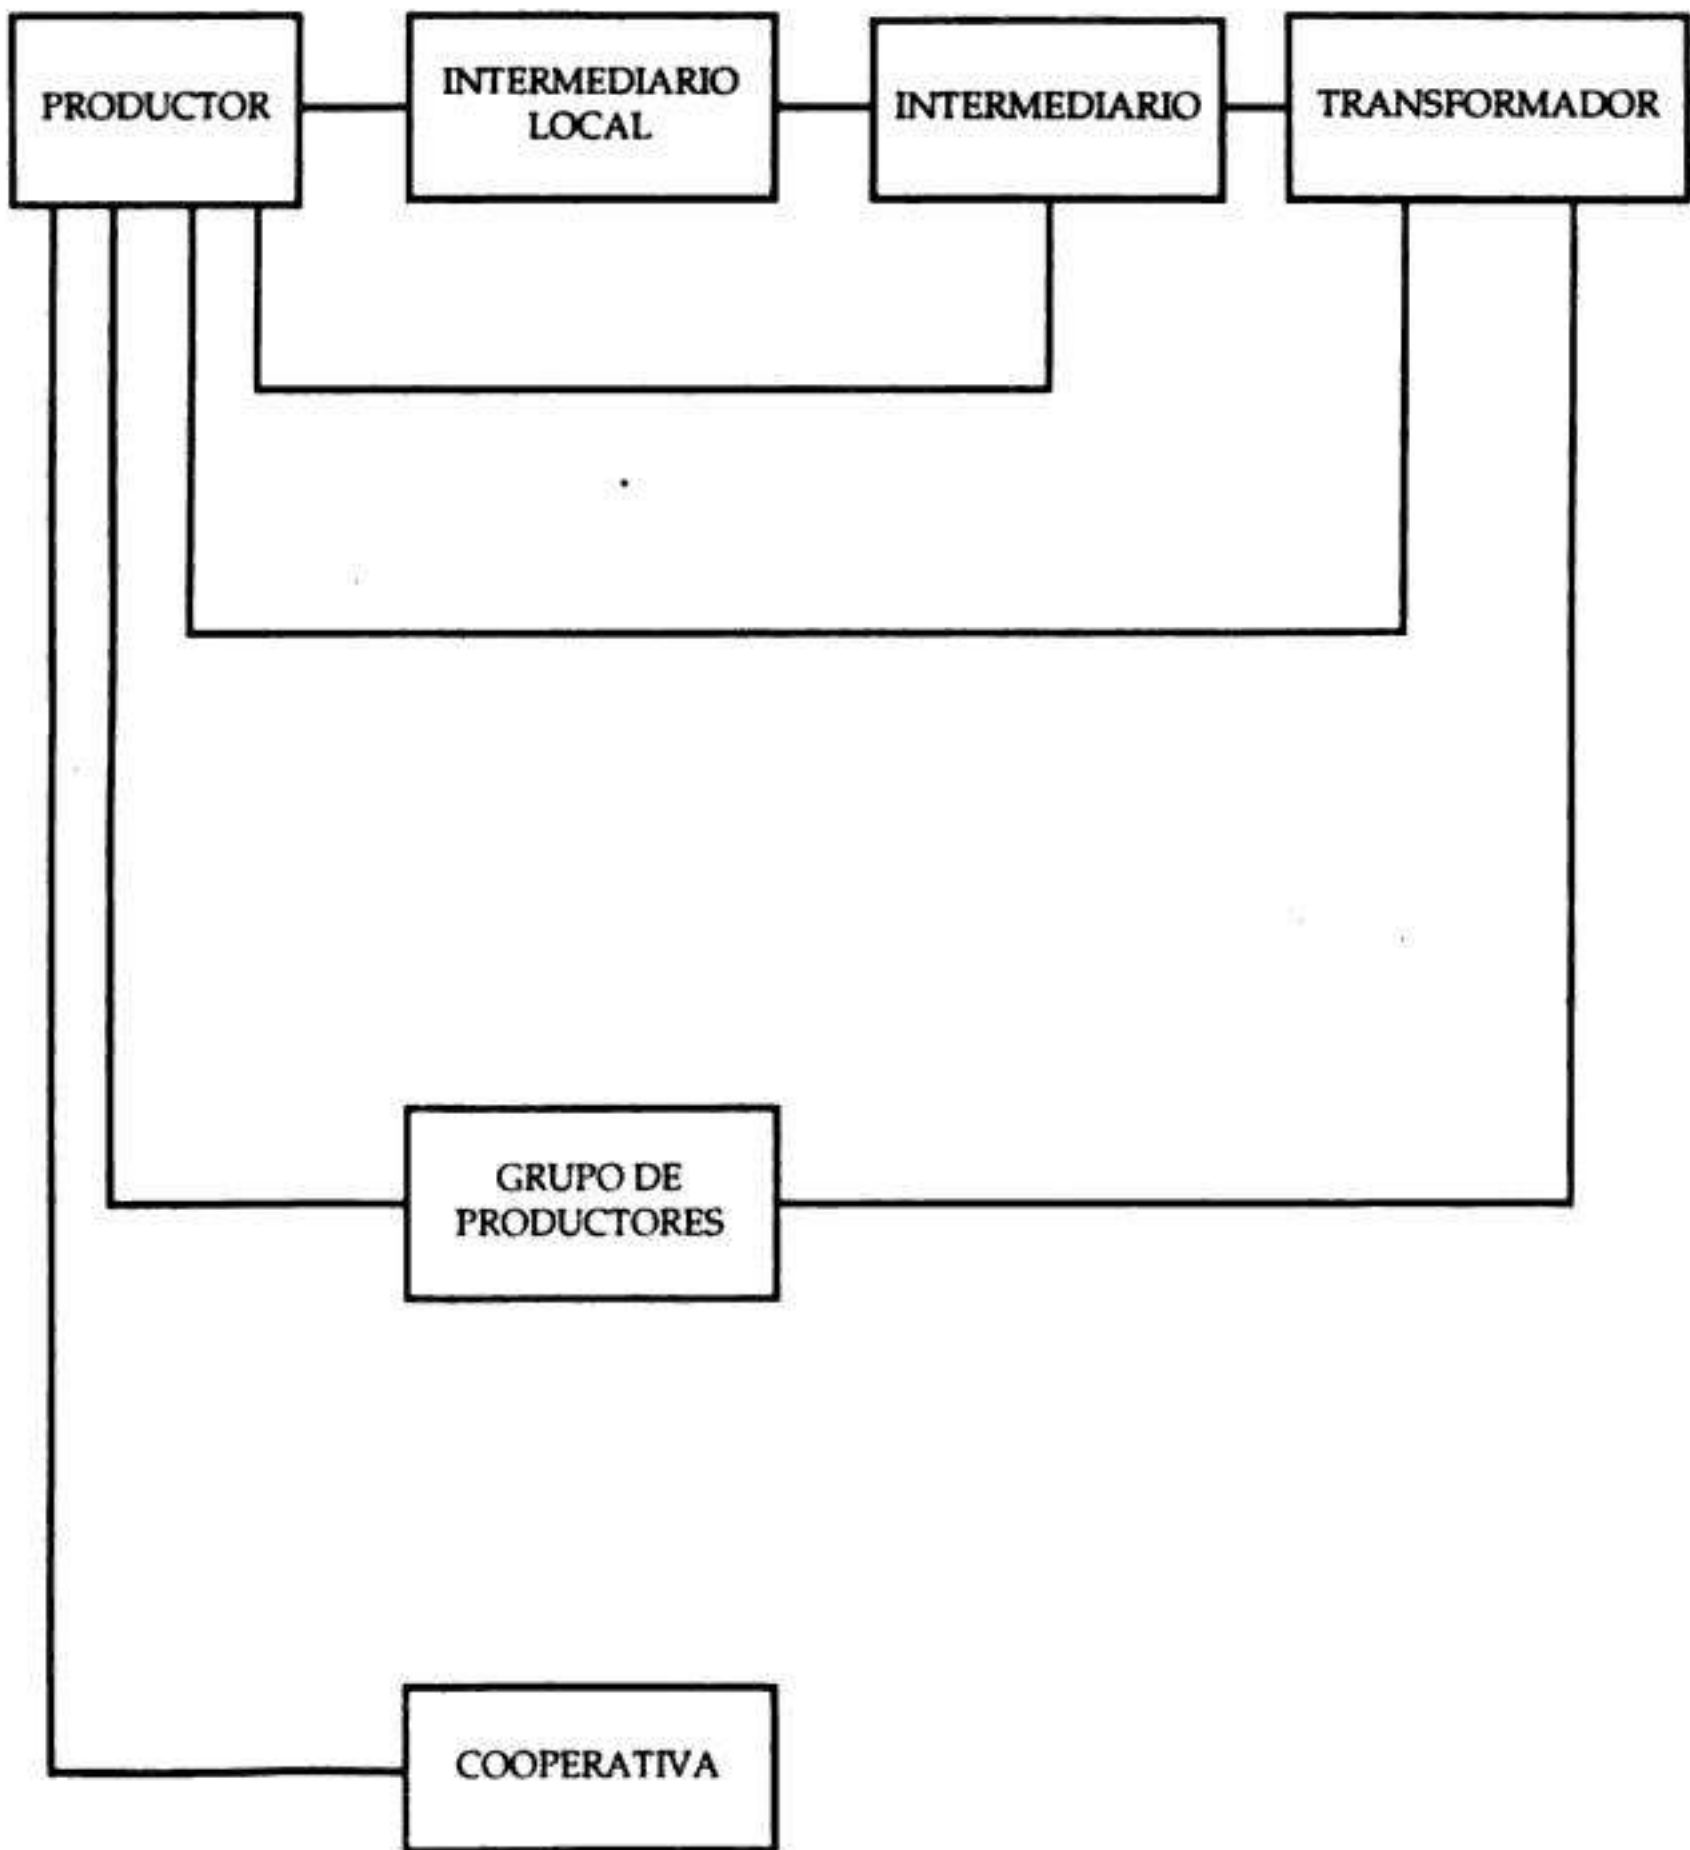 PRODUCTOR
INTERMEDIARIO
LOCAL
INTERMEDIARIO
TRANSFORMADOR
GRUPO DE
PRODUCTORES
COOPERATIVA